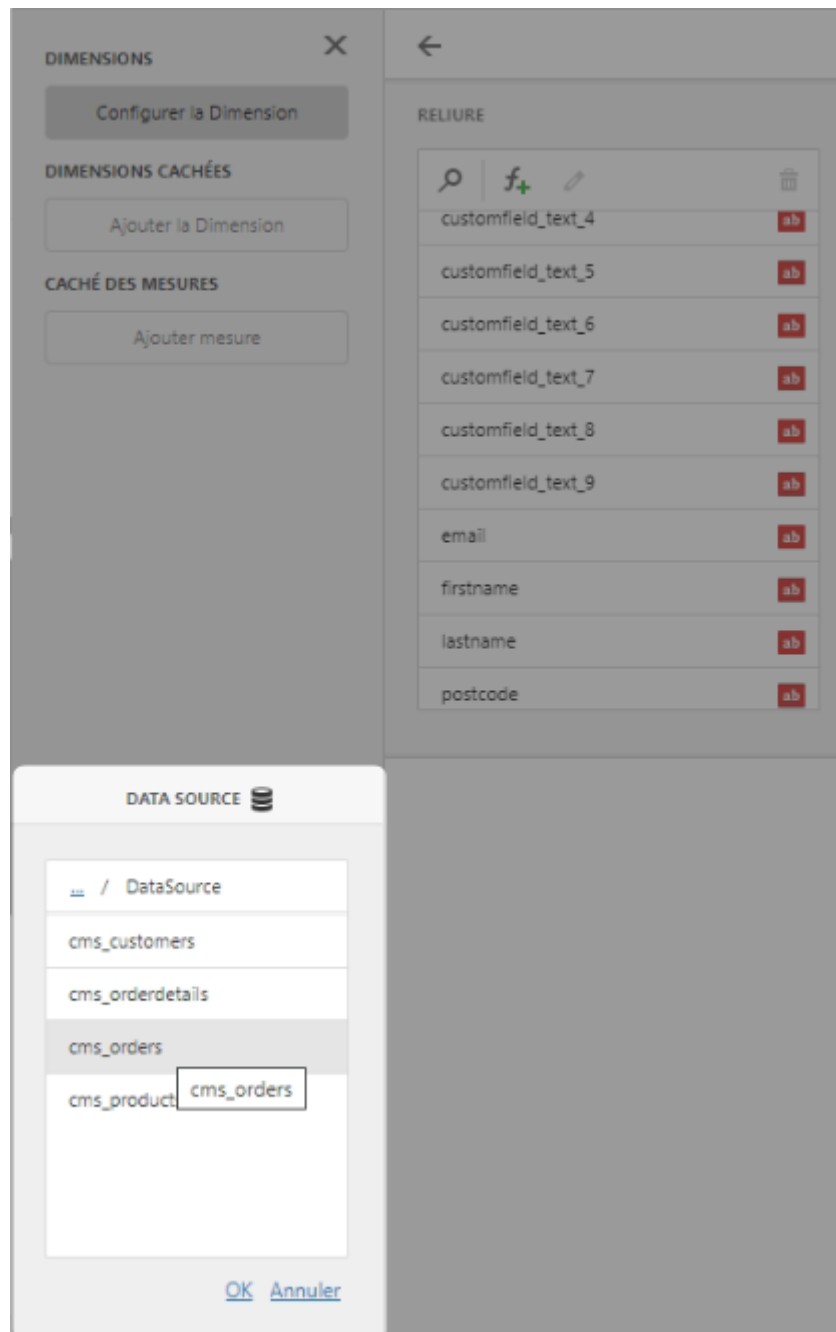 DIMENSIONS
Configurer la Dimension
DIMENSIONS CACHÉES
Ajouter la Dimension
CACHÉ DES MESURES
Ajouter mesure
RELIURE
customfield_text_4 ab
customfield_text_5 ab
customfield_text_6 ab
customfield_text_7 ab
customfield_text_8 ab
customfield_text_9 ab
email ab
firstname ab
lastname ab
postcode ab
DATA SOURCE
... / DataSource
cms_customers
cms_orderdetails
cms_orders
cms_product
cms_orders
OK Annuler